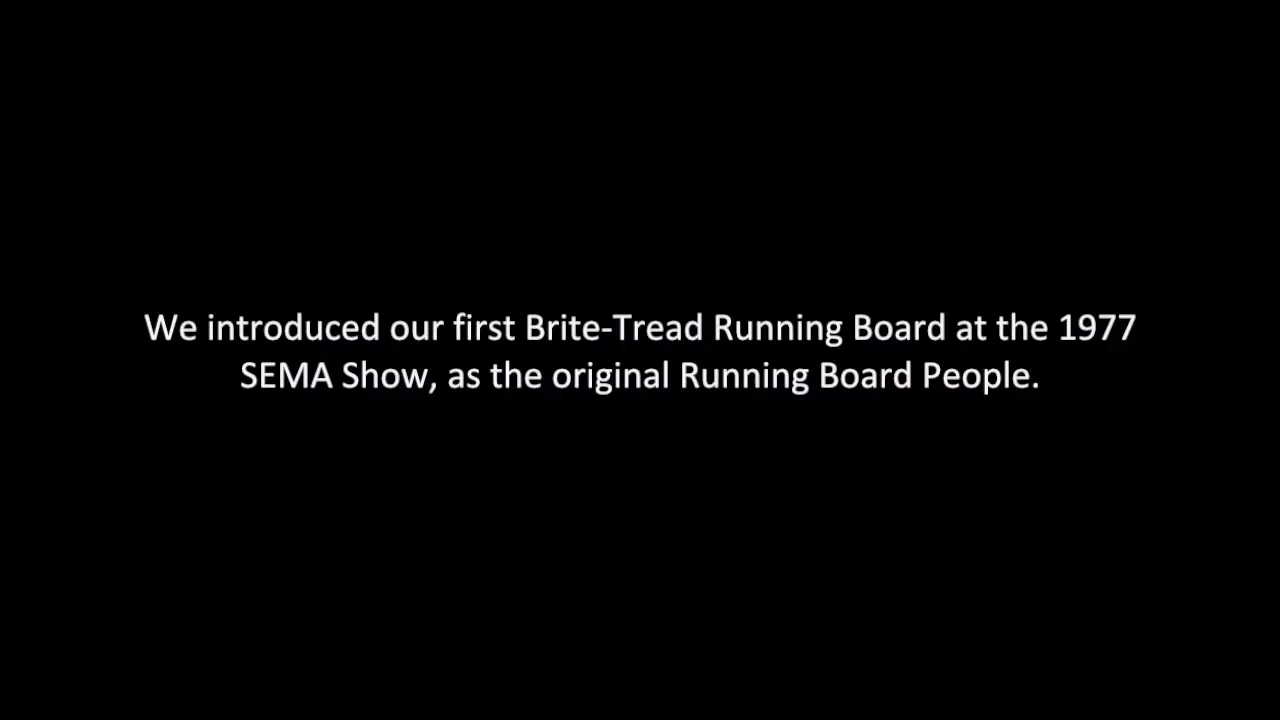 We introduced our first Brite-Tread Running Board at the 1977
SEMA Show, as the original Running Board People.